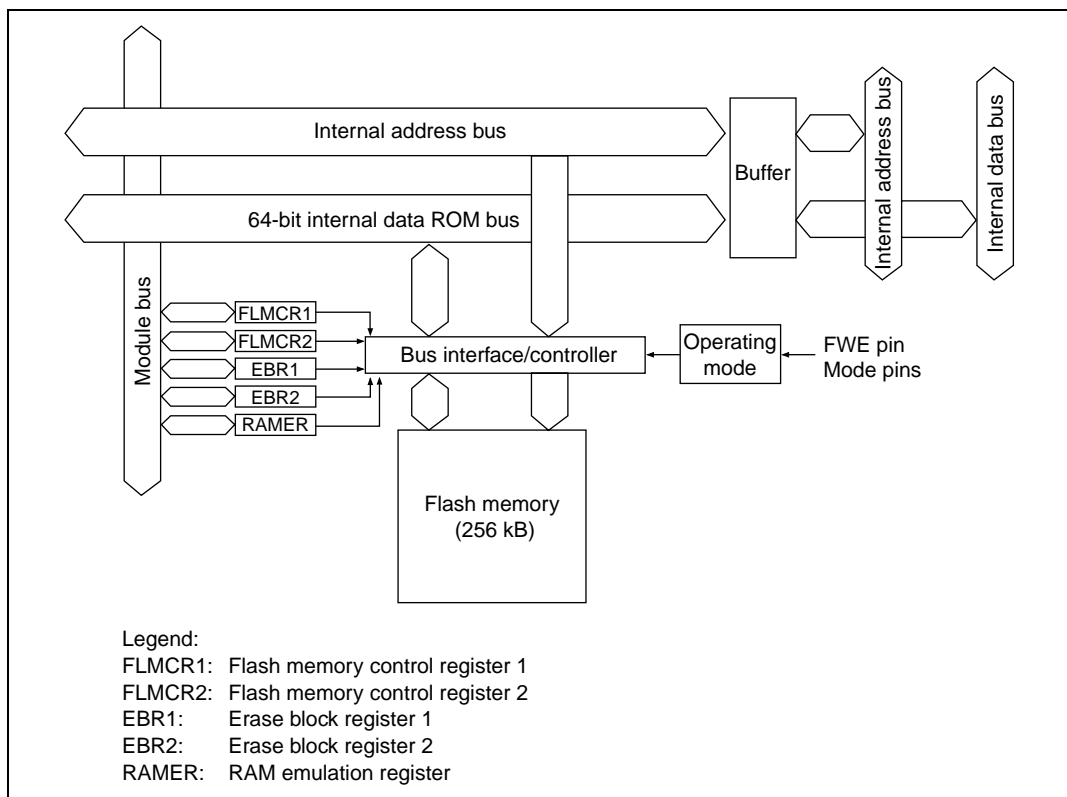 Internal address bus
Buffer
Internal address bus
Internal data bus
64-bit internal data ROM bus
Module bus
FLMCR1
FLMCR2
EBR1
EBR2
RAMER
Bus interface/controller
Operating
mode
FWE pin
Mode pins
Flash memory
(256 kB)
Legend:
FLMCR1: Flash memory control register 1
FLMCR2: Flash memory control register 2
EBR1: Erase block register 1
EBR2: Erase block register 2
RAMER: RAM emulation register